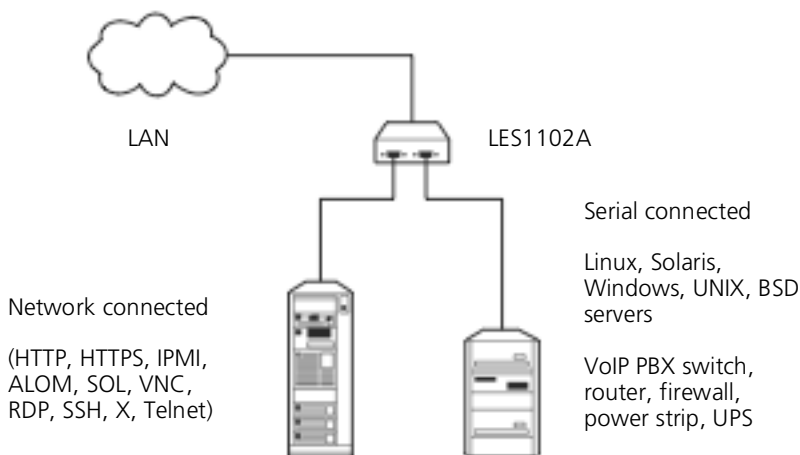 LAN
LES1102A
Serial connected
Linux, Solaris,
Windows, UNIX, BSD
servers
VoIP PBX switch,
router, firewall,
power strip, UPS
Network connected
(HTTP, HTTPS, IPMI,
ALOM, SOL, VNC,
RDP, SSH, X, Telnet)